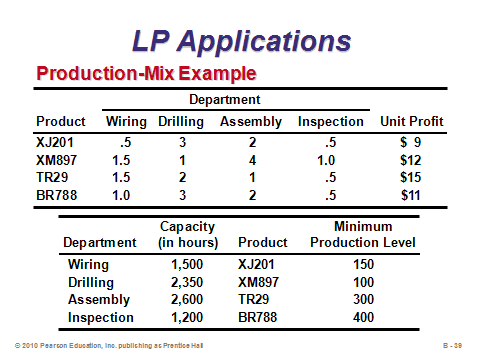 LP Applications
Production-Mix Example
Department
Product Wiring Drilling Assembly Inspection Unit Profit
XJ201 .5 3 2 .5 $ 9
XM897 1.5 1 4 1.0 $12
TR29 1.5 2 1 .5 $15
BR788 1.0 3 2 .5 $11
Capacity Minimum
Department (in hours) Product Production Level
Wiring 1,500 XJ201 150
Drilling 2,350 XM897 100
Assembly 2,600 TR29 300
Inspection 1,200 BR788 400
© 2010 Pearson Education, Inc. publishing as Prentice Hall B - 39